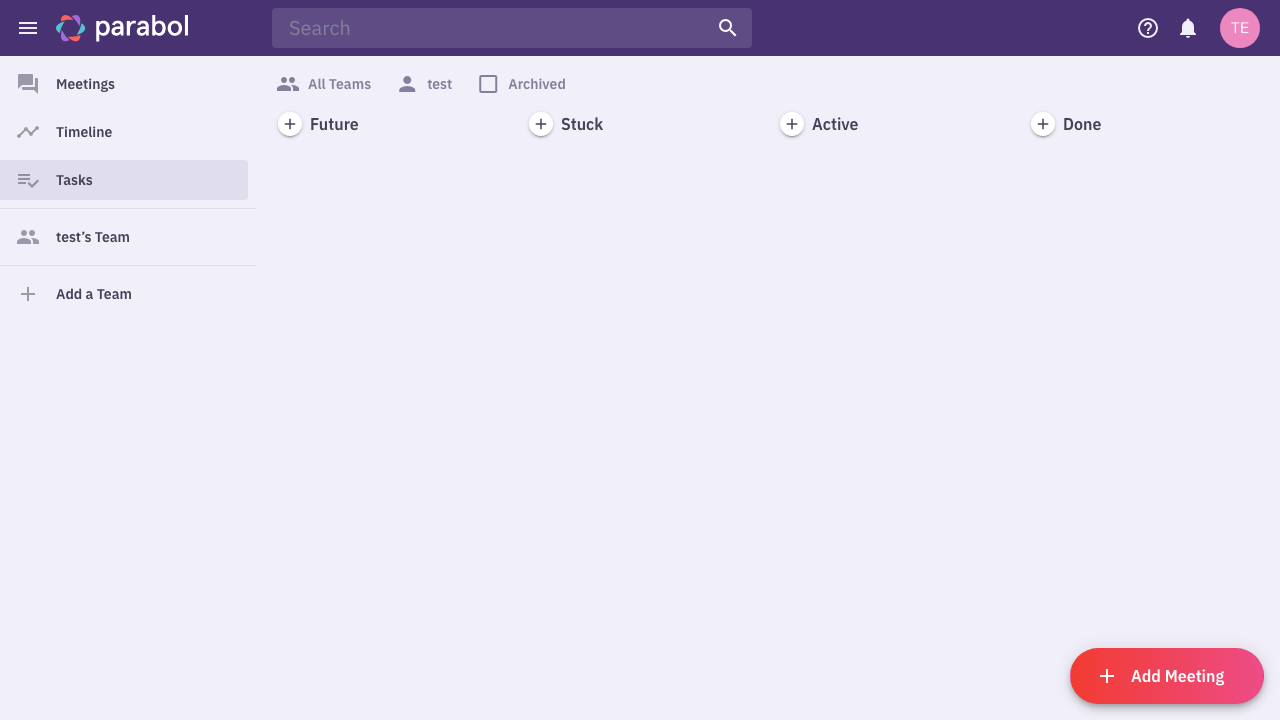 parabol
Search
TE
Meetings
Timeline
Tasks
test’s Team
Add a Team
All Teams
test
Archived
Future
Stuck
Active
Done
Add Meeting